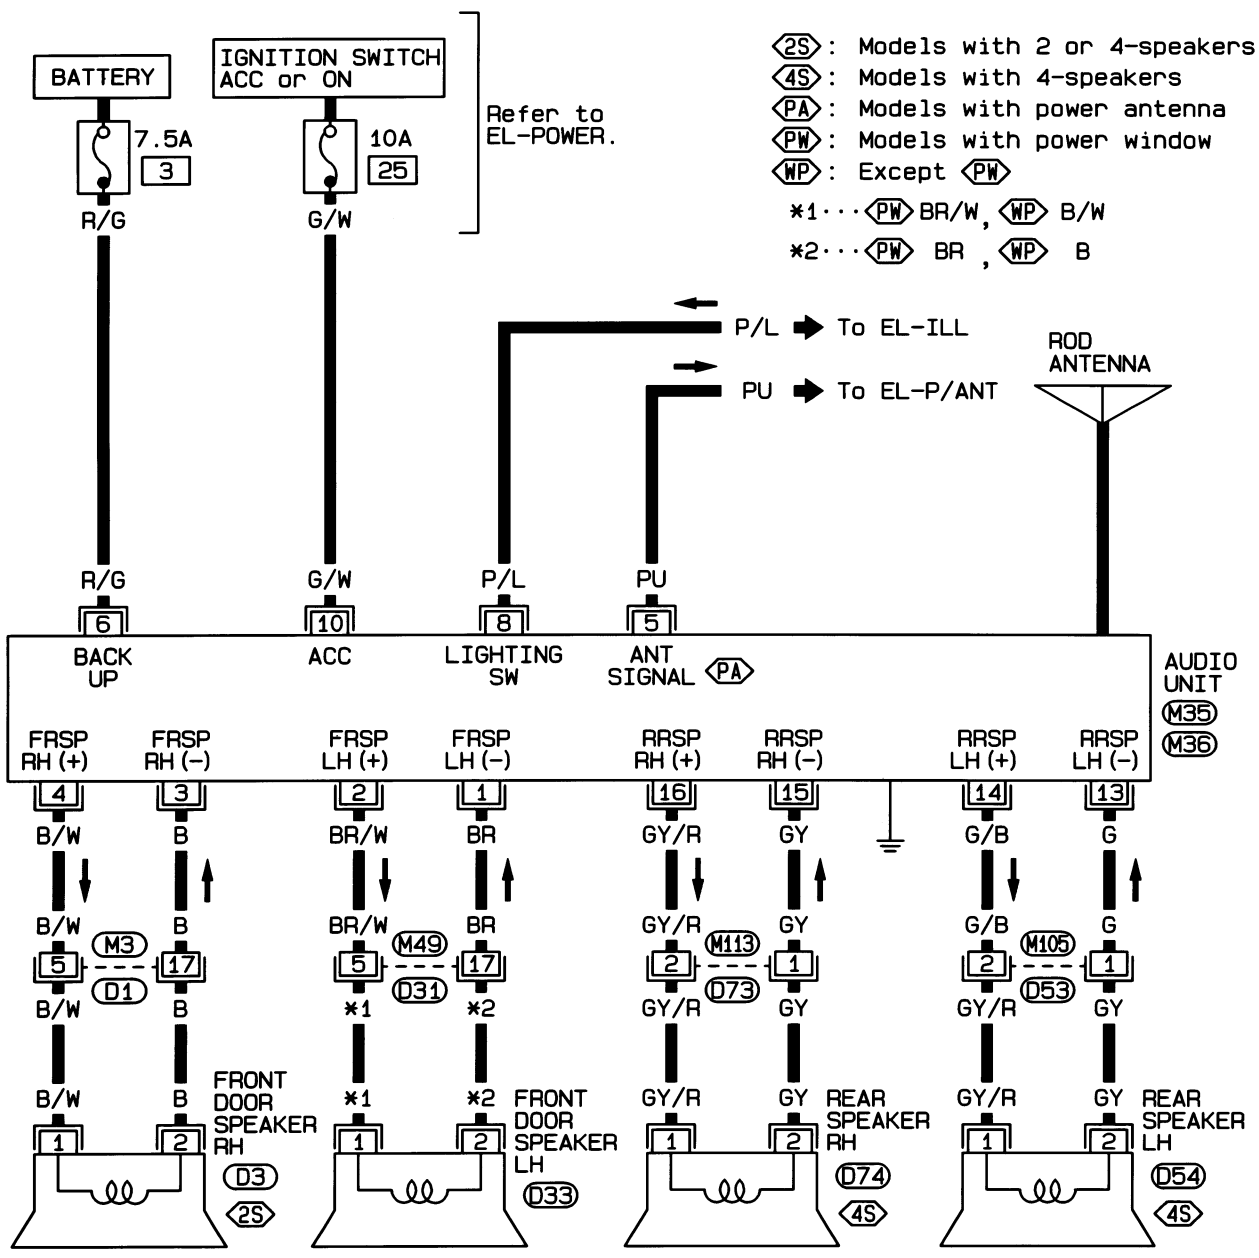 BATTERY
IGNITION SWITCH
ACC or ON
7.5A
3
10A
25
Refer to
EL-POWER.
R/G
G/W
2S : Models with 2 or 4-speakers
4S : Models with 4-speakers
PA : Models with power antenna
PW : Models with power window
WP : Except PW
*1··· PW BR/W, WP B/W
*2··· PW BR , WP B
P/L To EL-ILL
PU To EL-P/ANT
ROD
ANTENNA
R/G G/W P/L PU
6 10 8 5
BACK
UP
ACC
LIGHTING
SW
ANT
SIGNAL PA
AUDIO
UNIT
M35
M36
FRSP
RH(+)
FRSP
RH(-)
FRSP
LH(+)
FRSP
LH(-)
RRSP
RH(+)
RRSP
RH(-)
RRSP
LH(+)
RRSP
LH(-)
4 3 2 1 16 15 14 13
B/W B BR/W BR GY/R GY G/B G
B/W B BR/W BR GY/R GY G/B G
M3 M49 M113 M105
5 17 5 17 2 1 2 1
D1 D31 D73 D53
B/W B *1 *2 GY/R GY GY/R GY
B/W B *1 *2 GY/R GY GY/R GY
1 2 1 2 1 2 1 2
FRONT
DOOR
SPEAKER
RH
D3
2S
FRONT
DOOR
SPEAKER
LH
D33
REAR
SPEAKER
RH
D74
4S
REAR
SPEAKER
LH
D54
4S